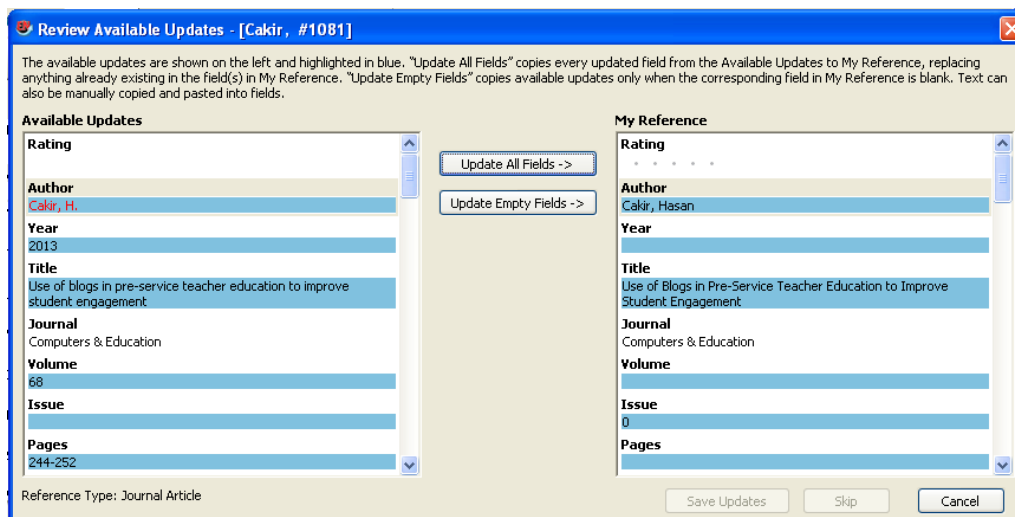 Review Available Updates - [Cakir, #1081]
The available updates are shown on the left and highlighted in blue. "Update All Fields" copies every updated field from the Available Updates to My Reference, replacing
anything already existing in the field(s) in My Reference. "Update Empty Fields" copies available updates only when the corresponding field in My Reference is blank. Text can
also be manually copied and pasted into fields.
Available Updates
Rating
Author
Cakir, H.
Year
2013
Title
Use of blogs in pre-service teacher education to improve
student engagement
Journal
Computers & Education
Volume
68
Issue
Pages
244-252
Update All Fields ->
Update Empty Fields ->
My Reference
Rating
Author
Cakir, Hasan
Year
Title
Use of Blogs in Pre-Service Teacher Education to Improve
Student Engagement
Journal
Computers & Education
Volume
Issue
0
Pages
Reference Type: Journal Article
Save Updates
Skip
Cancel